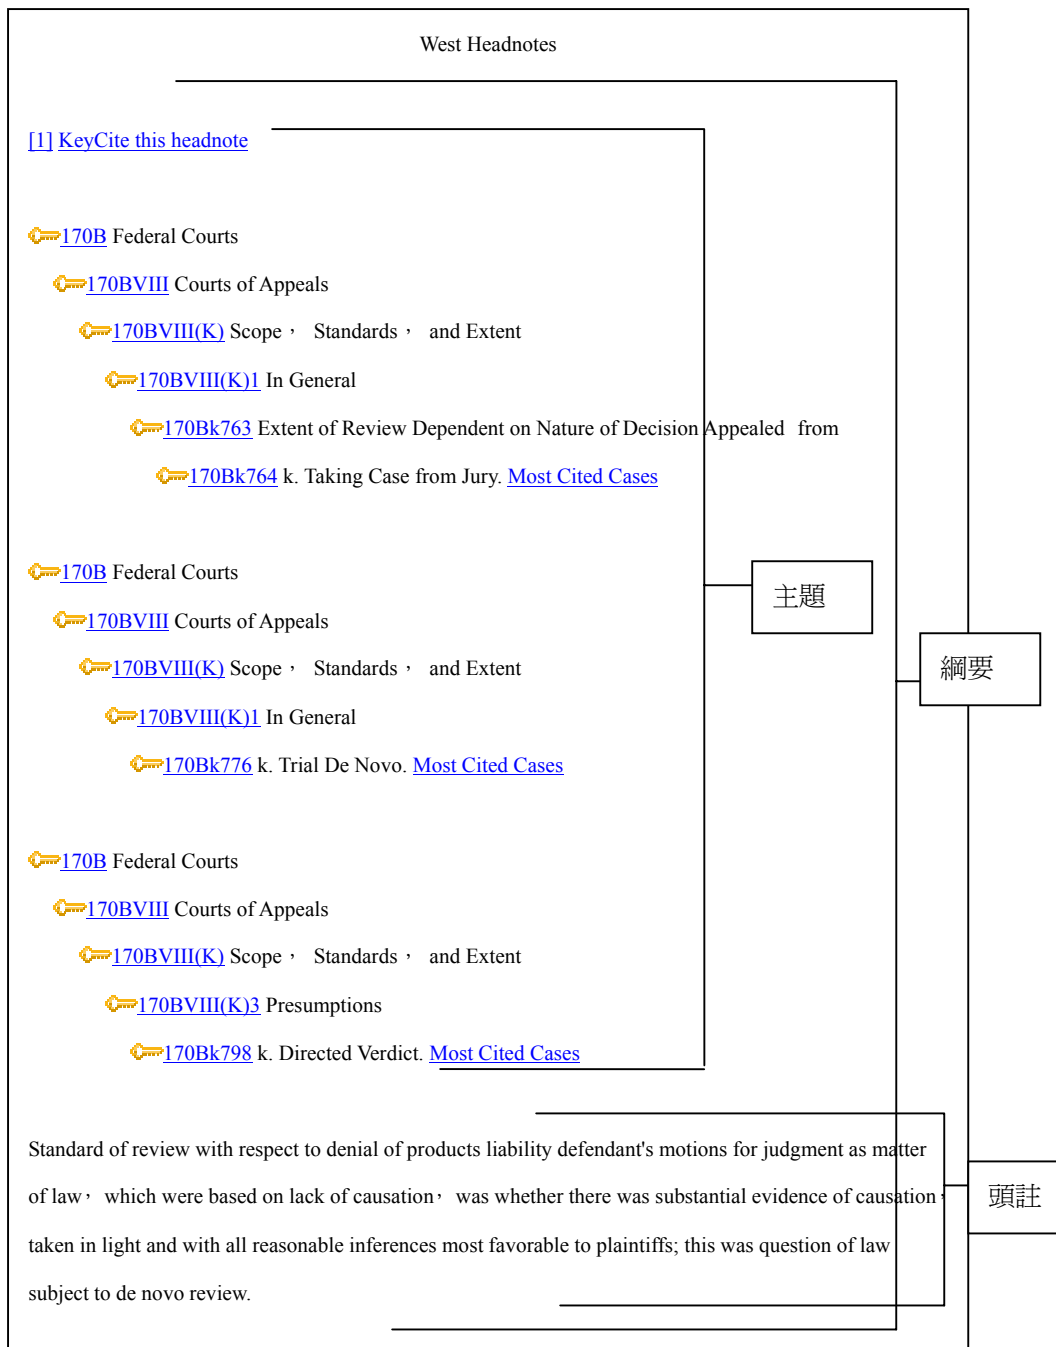 West Headnotes
[1] KeyCite this headnote
170B Federal Courts
170BVIII Courts of Appeals
170BVIII(K) Scope， Standards， and Extent
170BVIII(K)1 In General
170Bk763 Extent of Review Dependent on Nature of Decision Appealed from
170Bk764 k. Taking Case from Jury. Most Cited Cases
170B Federal Courts
主題
170BVIII Courts of Appeals
170BVIII(K) Scope， Standards， and Extent
綱要
170BVIII(K)1 In General
170Bk776 k. Trial De Novo. Most Cited Cases
170B Federal Courts
170BVIII Courts of Appeals
170BVIII(K) Scope， Standards， and Extent
170BVIII(K)3 Presumptions
170Bk798 k. Directed Verdict. Most Cited Cases
Standard of review with respect to denial of products liability defendant's motions for judgment as matter
of law，which were based on lack of causation，was whether there was substantial evidence of causation，
頭註
taken in light and with all reasonable inferences most favorable to plaintiffs; this was question of law
subject to de novo review.